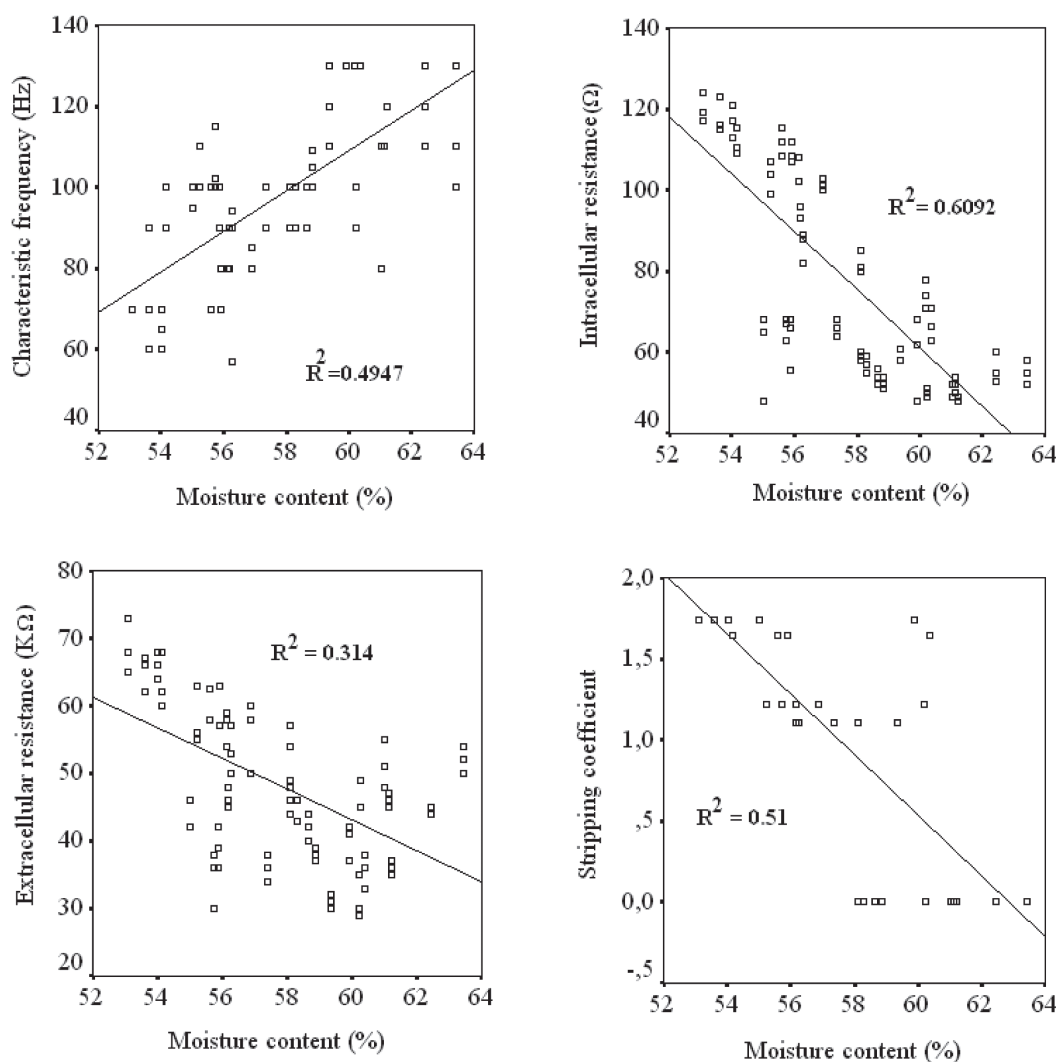 140
120
100
80
60
40
52 54 56 58 60 62 64
Characteristic frequency (Hz)
Moisture content (%)
R2=0.4947
140
120
100
80
60
40
52 54 56 58 60 62 64
Intracellular resistance(Ω)
Moisture content (%)
R2= 0.6092
80
70
60
50
40
30
20
52 54 56 58 60 62 64
Extracellular resistance (KΩ)
Moisture content (%)
R2 = 0.314
2,0
1,5
1,0
,5
0,0
-,5
52 54 56 58 60 62 64
Stripping coefficient
Moisture content (%)
R2 = 0.51